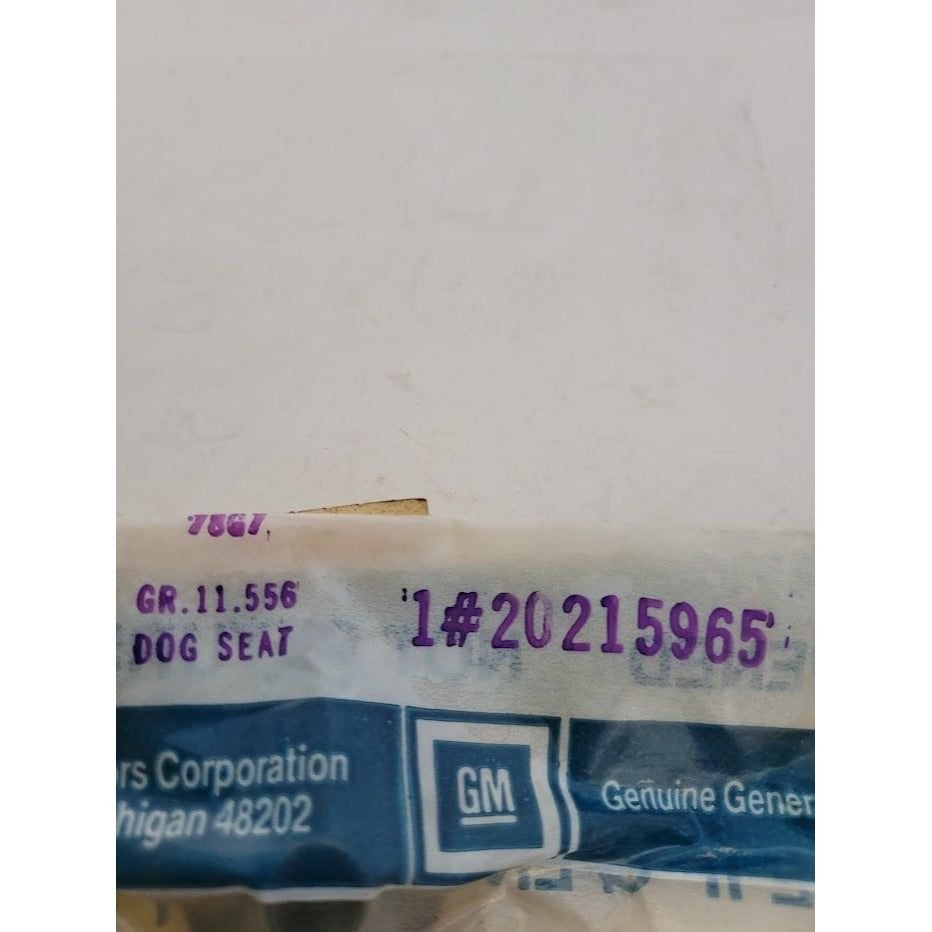 7867
GR.11.556
DOG SEAT
1#20215965
rs Corporation
higan 48202
GM
Genuine Gener